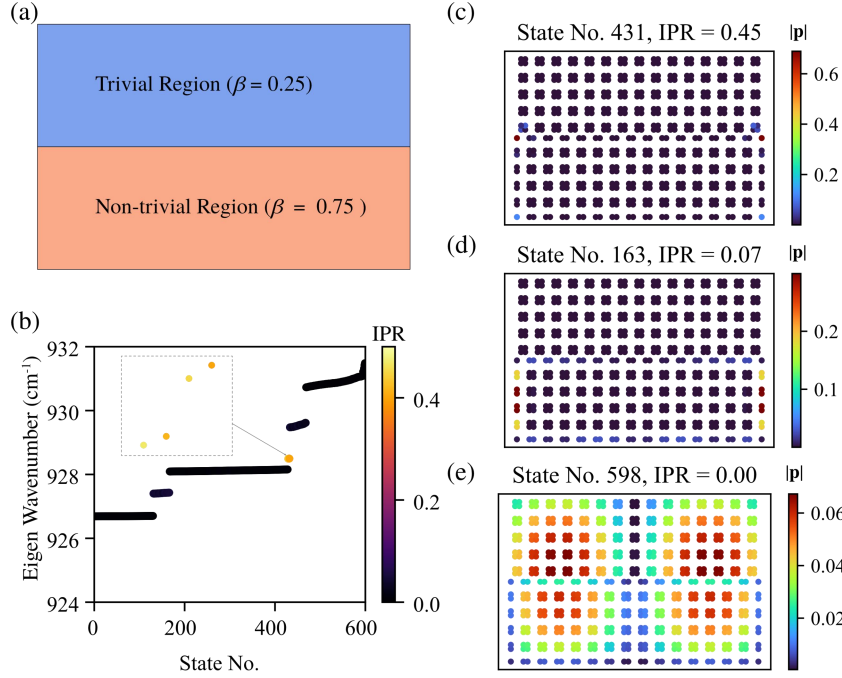 (a)
Trivial Region (β = 0.25)
Non-trivial Region (β = 0.75 )
(b)
IPR
Eigen Wavenumber (cm⁻¹)
932
930
928
926
924
0.4
0.2
0.0
0
200
400
600
State No.
(c)
State No. 431, IPR = 0.45
|p|
0.6
0.4
0.2
(d)
State No. 163, IPR = 0.07
|p|
0.2
0.1
(e)
State No. 598, IPR = 0.00
|p|
0.06
0.04
0.02